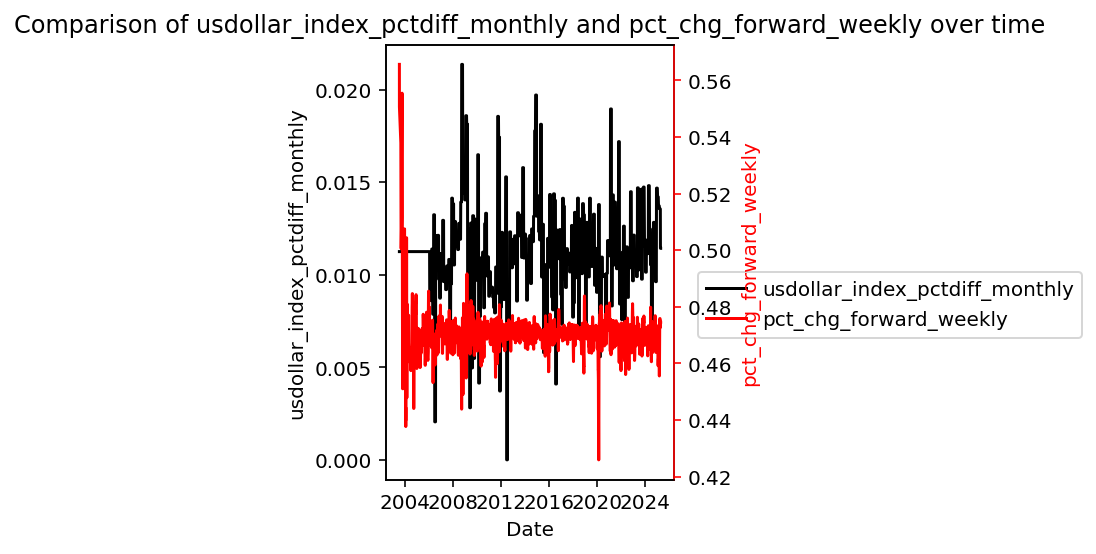 Comparison of usdollar_index_pctdiff_monthly and pct_chg_forward_weekly over time
usdollar_index_pctdiff_monthly
0.020
0.015
0.010
0.005
0.000
0.56
0.54
0.52
0.50
0.48
0.46
0.44
0.42
pct_chg_forward_weekly
usdollar_index_pctdiff_monthly
pct_chg_forward_weekly
2004 2008 2012 2016 2020 2024
Date